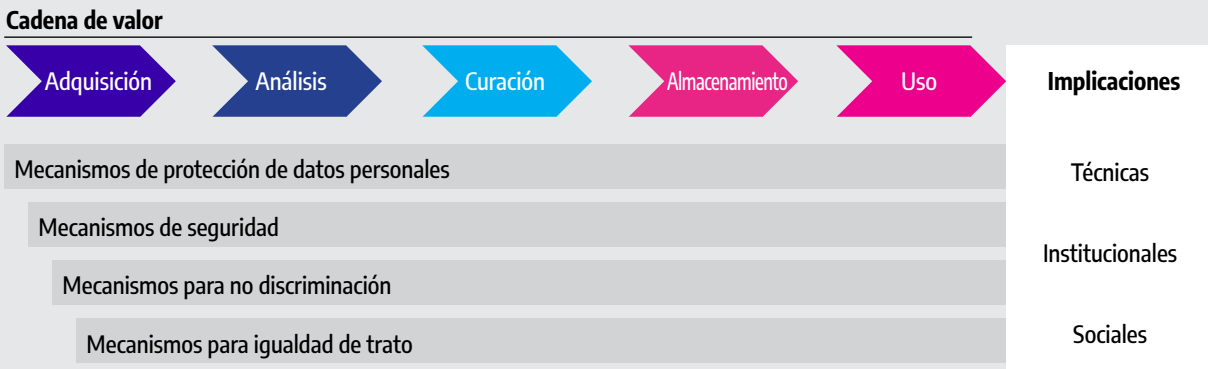 Cadena de valor
Adquisición
Análisis
Curación
Almacenamiento
Uso
Implicaciones
Mecanismos de protección de datos personales
Técnicas
Mecanismos de seguridad
Institucionales
Mecanismos para no discriminación
Mecanismos para igualdad de trato
Sociales